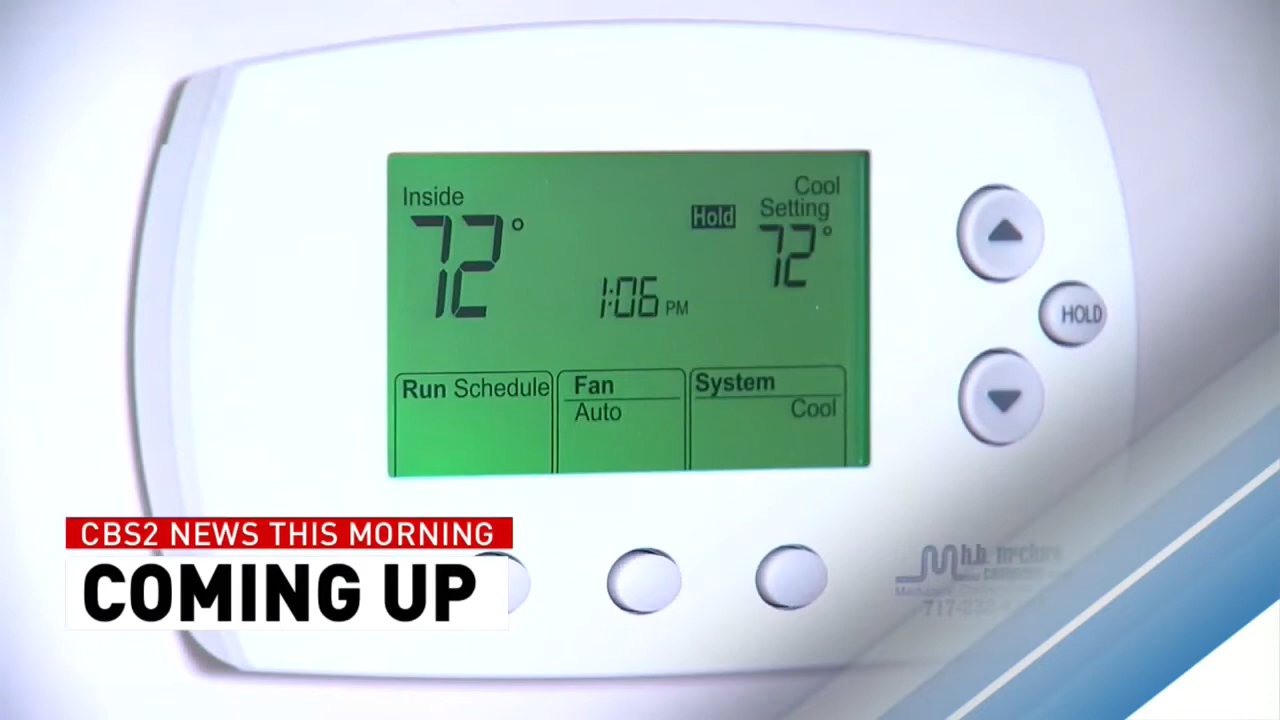 Inside
72°
Hold
Cool
Setting
72°
1:06 PM
Run Schedule
Fan
Auto
System
Cool
HOLD
CBS2 NEWS THIS MORNING
COMING UP